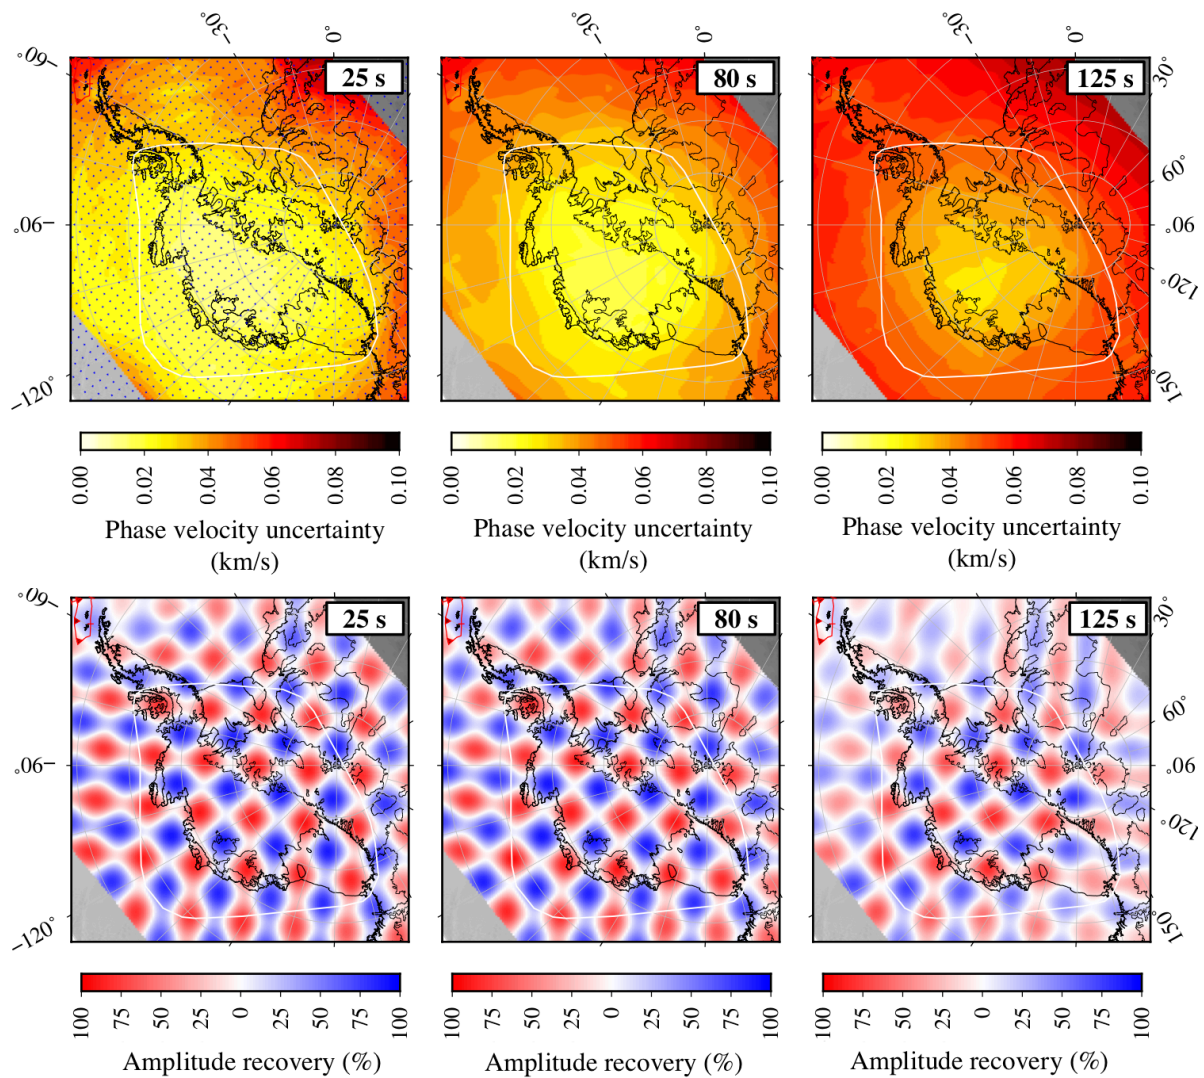 −30° 0° −30° 0° −30° 0°
−60° 25 s 80 s 125 s 30°
60°
−90° 90°
120°
−120° 150°
0.00 0.02 0.04 0.06 0.08 0.10 0.00 0.02 0.04 0.06 0.08 0.10 0.00 0.02 0.04 0.06 0.08 0.10
Phase velocity uncertainty Phase velocity uncertainty Phase velocity uncertainty
(km/s) (km/s) (km/s)
−60° 25 s 80 s 125 s 30°
60°
−90° 90°
120°
−120° 150°
100 75 50 25 0 25 50 75 100 100 75 50 25 0 25 50 75 100 100 75 50 25 0 25 50 75 100
Amplitude recovery (%) Amplitude recovery (%) Amplitude recovery (%)